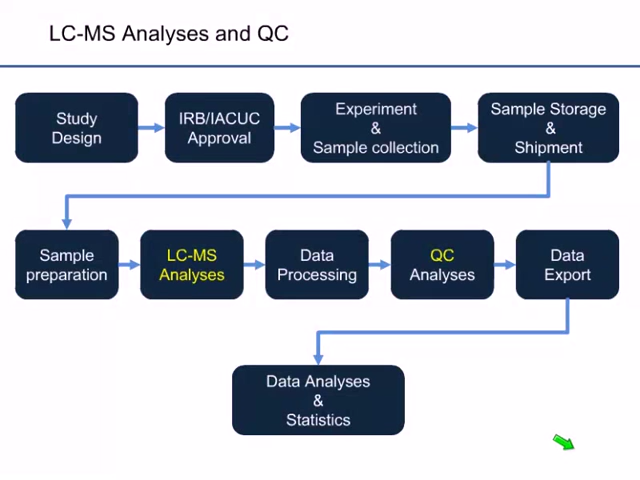 LC-MS Analyses and QC
Study
Design
IRB/IACUC
Approval
Experiment
&
Sample collection
Sample Storage
&
Shipment
Sample
preparation
LC-MS
Analyses
Data
Processing
QC
Analyses
Data
Export
Data Analyses
&
Statistics